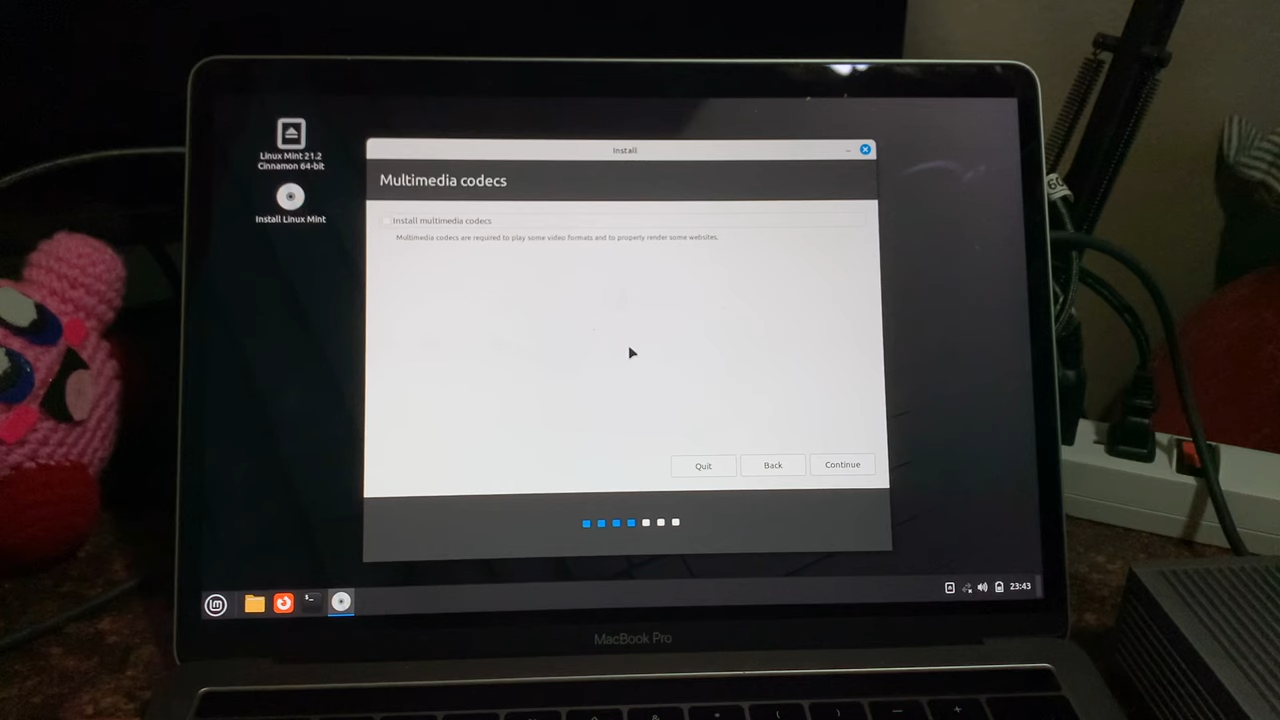 Linux Mint 21.2
Cinnamon 64-bit
Install Linux Mint
Install
Multimedia codecs
Install multimedia codecs
Multimedia codecs are required to play some video formats and to properly render some websites.
Quit
Back
Continue
23:43
MacBook Pro
60